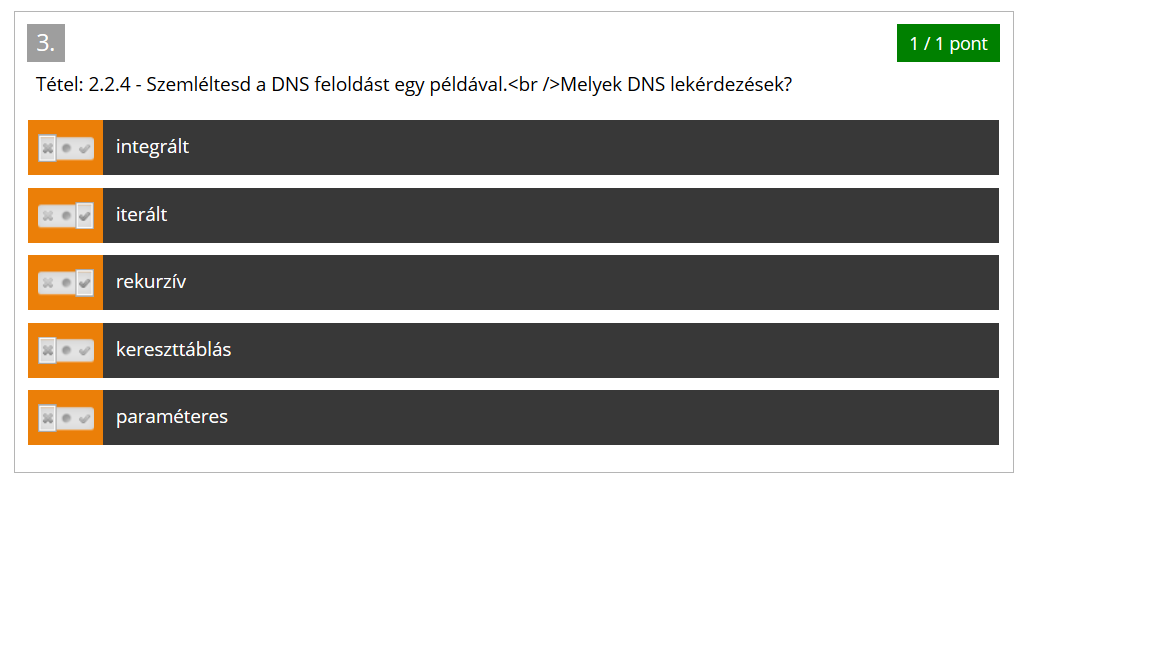 3.
1 / 1 pont
Tétel: 2.2.4 - Szemléltesd a DNS feloldást egy példával.<br />Melyek DNS lekérdezések?
integrált
iterált
rekurzív
kereszttáblás
paraméteres